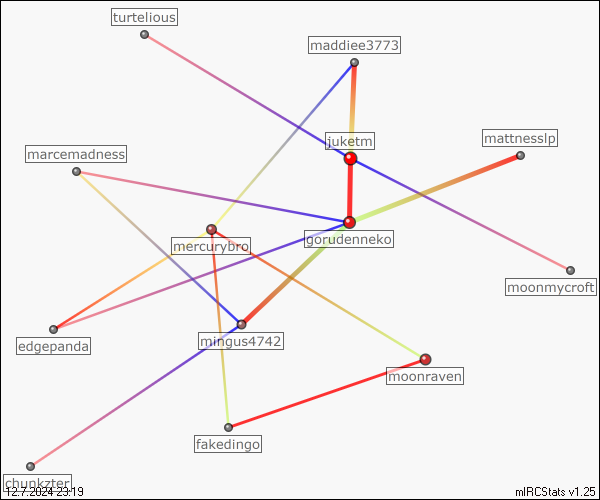 turtelious
maddiee3773
juketm
mattnesslp
marcemadness
gorudenneko
mercurybro
moonmycroft
mingus4742
edgepanda
moonraven
fakedingo
chunkzter
12.7.2024 23:19
mIRCStats v1.25